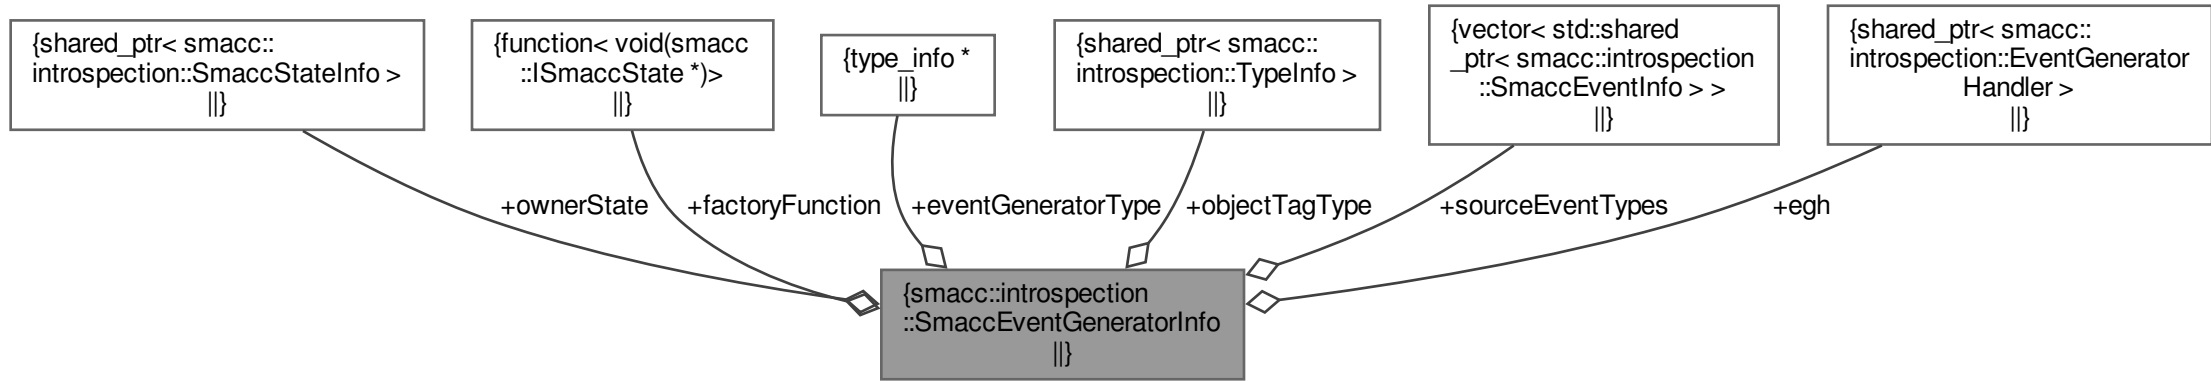 {shared_ptr< smacc::
introspection::SmaccStateInfo >
||}
{function< void(smacc
::ISmaccState *)>
||}
{type_info *
||}
{shared_ptr< smacc::
introspection::TypeInfo >
||}
{vector< std::shared
_ptr< smacc::introspection
::SmaccEventInfo > >
||}
{shared_ptr< smacc::
introspection::EventGenerator
Handler >
||}
+ownerState
+factoryFunction
+eventGeneratorType
+objectTagType
+sourceEventTypes
+egh
{smacc::introspection
::SmaccEventGeneratorInfo
||}